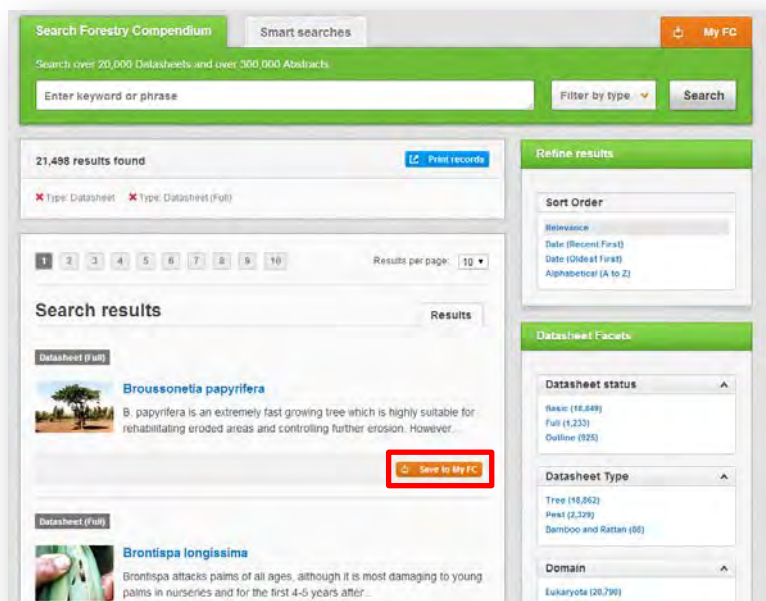 Search Forestry Compendium
Smart searches
My FC
Search over 20,000 Datasheets and over 300,000 Abstracts
Enter keyword or phrase
Filter by type
Search
21,498 results found
Print records
Type: Datasheet Type: Datasheet (Full)
1 2 3 4 5 6 7 8 9 10
Results per page: 10
Search results
Results
Datasheet (Full)
Broussonetia papyrifera
B. papyrifera is an extremely fast growing tree which is highly suitable for
rehabilitating eroded areas and controlling further erosion. However...
Save to My FC
Datasheet (Full)
Brontispa longissima
Brontispa attacks palms of all ages, although it is most damaging to young
palms in nurseries and for the first 4-5 years after...
Refine results
Sort Order
Relevance
Date (Recent First)
Date (Oldest First)
Alphabetical (A to Z)
Datasheet Facets
Datasheet status
Basic (18,849)
Full (1,233)
Outline (925)
Datasheet Type
Tree (18,862)
Pest (2,329)
Bamboo and Rattan (88)
Domain
Eukaryota (20,790)